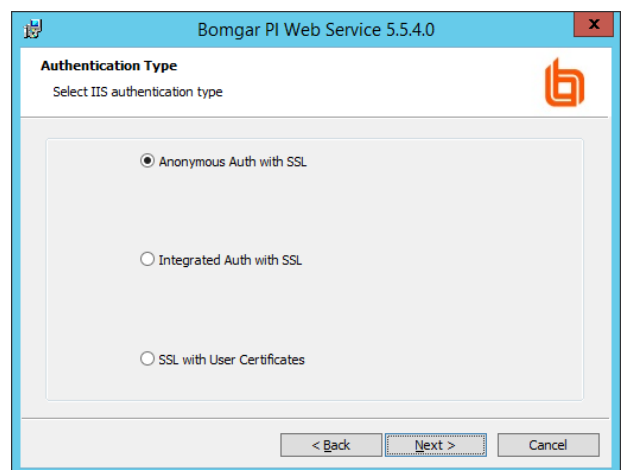 Bomgar PI Web Service 5.5.4.0
x
Authentication Type
Select IIS authentication type
Anonymous Auth with SSL
Integrated Auth with SSL
SSL with User Certificates
< Back
Next >
Cancel